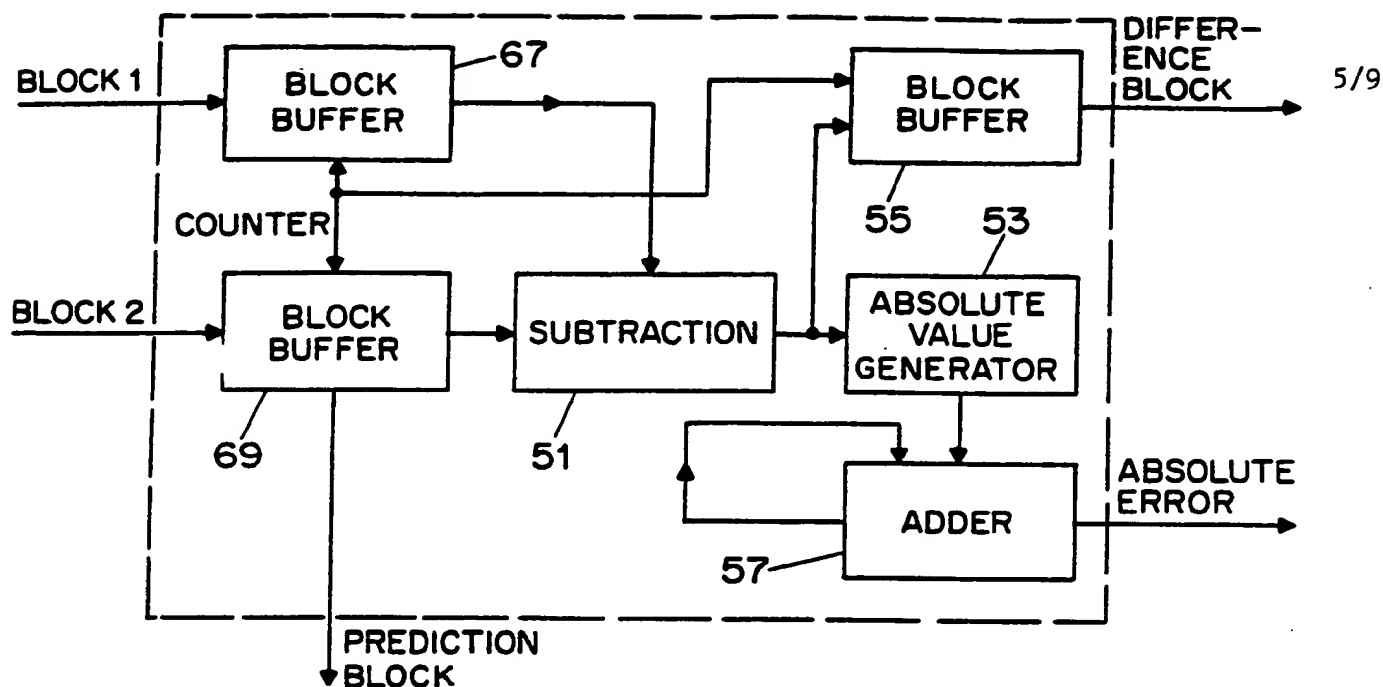 BLOCK 1
BLOCK
BUFFER
67
BLOCK
BUFFER
55
DIFFER-
ENCE
BLOCK
5/9
COUNTER
BLOCK 2
BLOCK
BUFFER
69
SUBTRACTION
51
53
ABSOLUTE
VALUE
GENERATOR
ADDER
57
ABSOLUTE
ERROR
PREDICTION
BLOCK